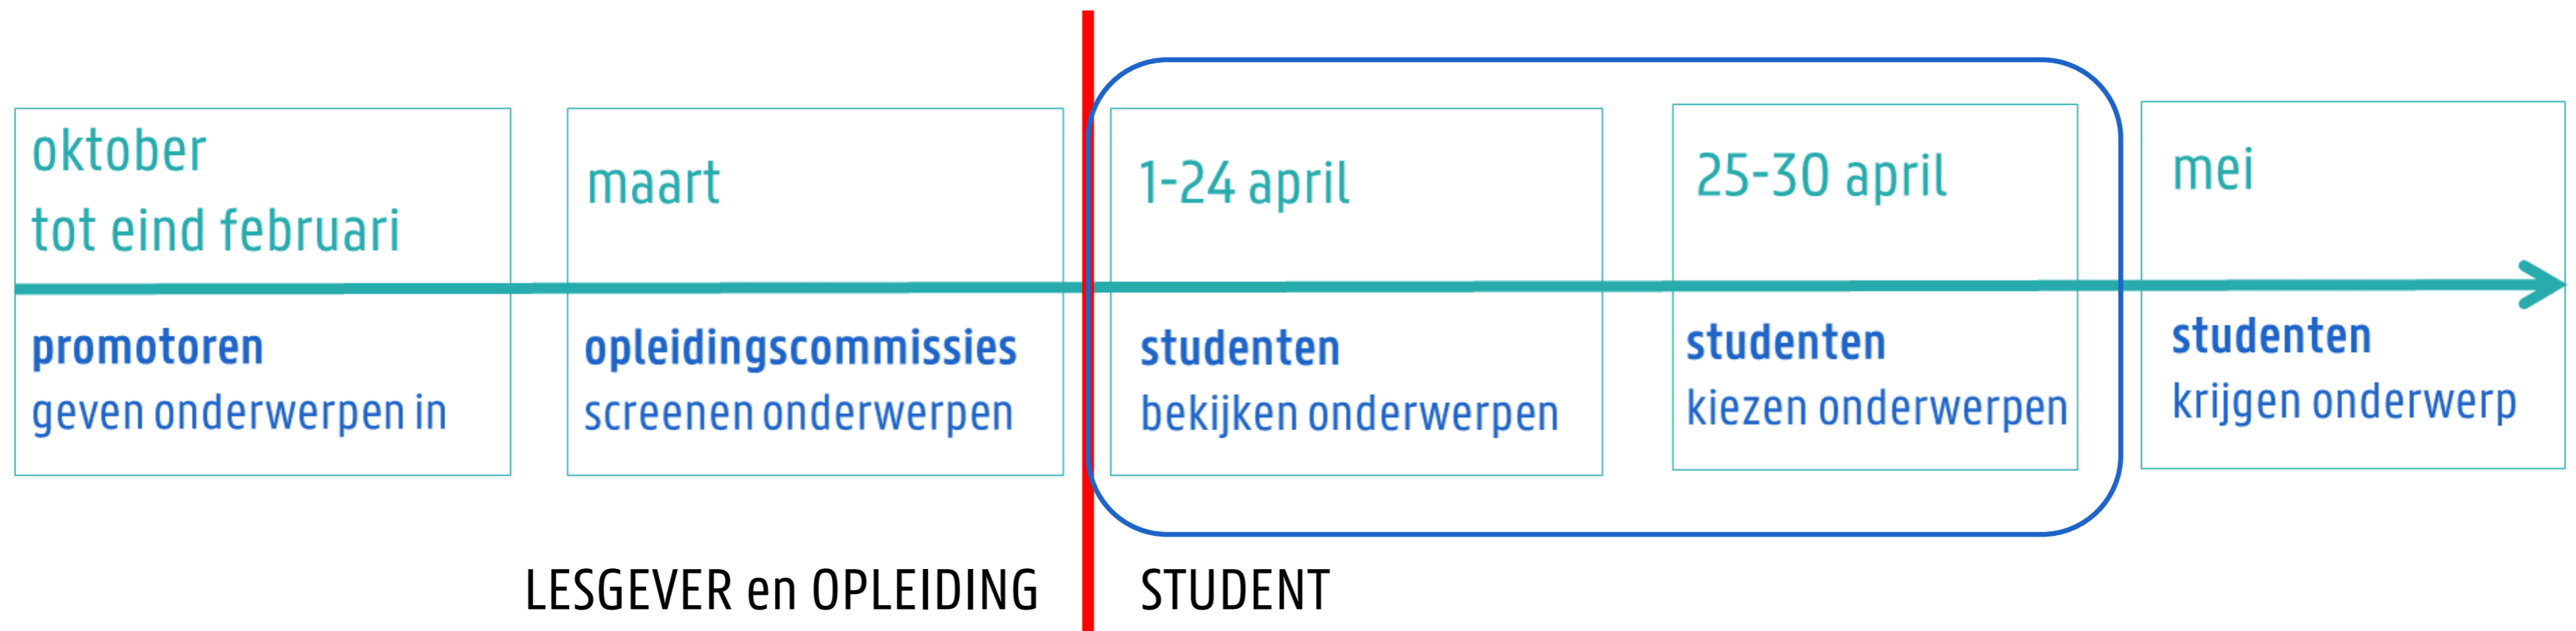 oktober
tot eind februari
promotoren
geven onderwerpen in
maart
opleidingscommissies
screenen onderwerpen
1-24 april
studenten
bekijken onderwerpen
25-30 april
studenten
kiezen onderwerpen
mei
studenten
krijgen onderwerp
LESGEVER en OPLEIDING
STUDENT